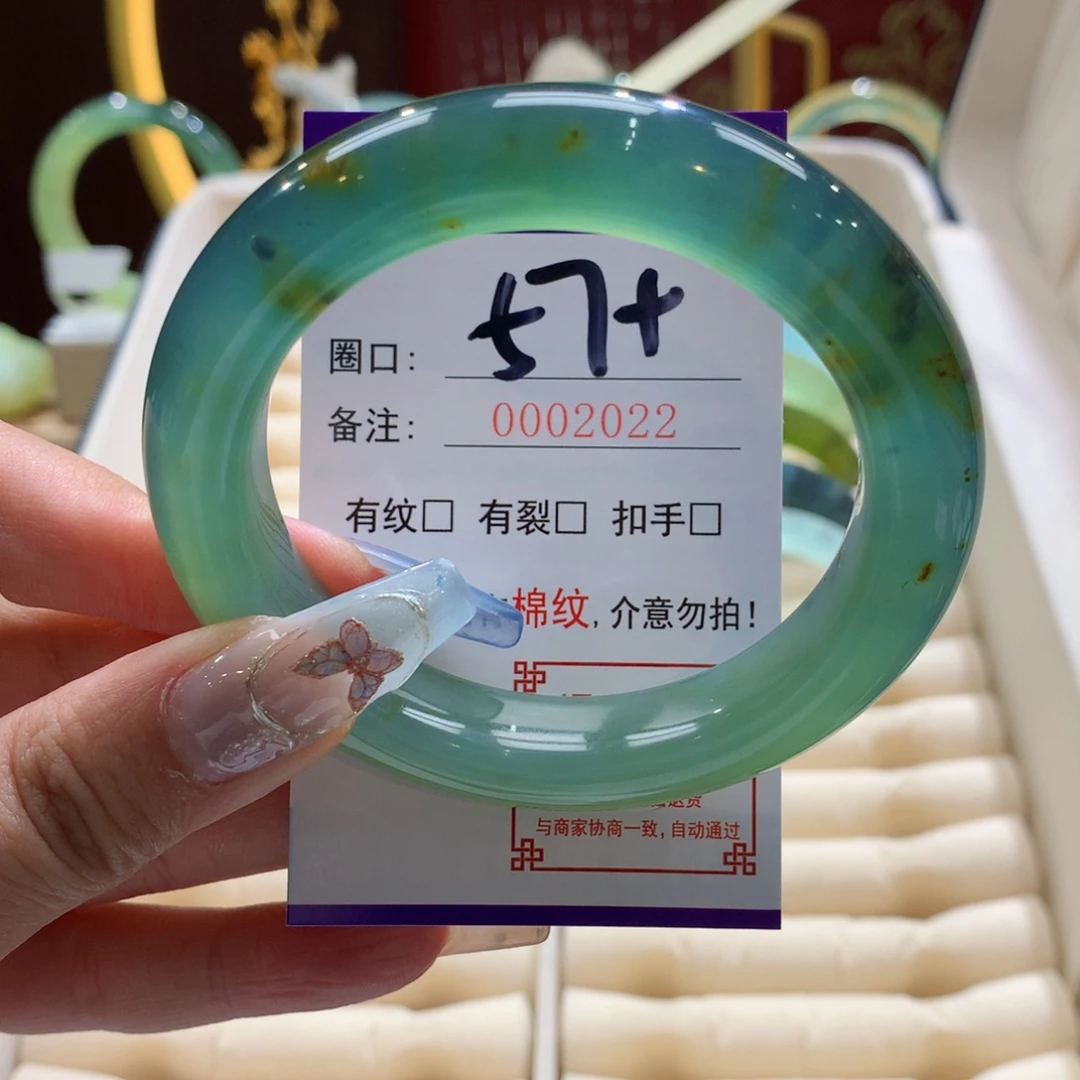 圈口: 57+
备注: 0002022
有纹□ 有裂□ 扣手□
棉纹,介意勿拍!
与商家协商一致,自动通过